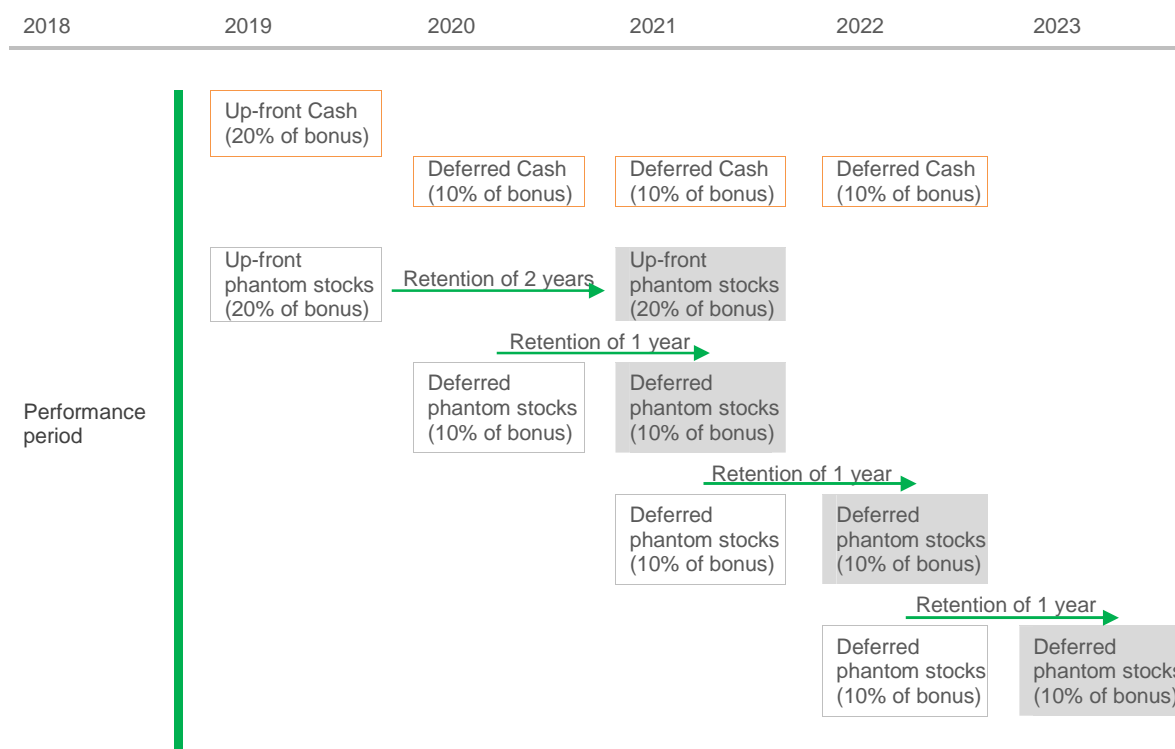 2018 2019 2020 2021 2022 2023
Up-front Cash
(20% of bonus)
Deferred Cash
(10% of bonus)
Deferred Cash
(10% of bonus)
Deferred Cash
(10% of bonus)
Up-front
phantom stocks
(20% of bonus)
Retention of 2 years
Up-front
phantom stocks
(20% of bonus)
Retention of 1 year
Deferred
phantom stocks
(10% of bonus)
Deferred
phantom stocks
(10% of bonus)
Performance
period
Retention of 1 year
Deferred
phantom stocks
(10% of bonus)
Deferred
phantom stocks
(10% of bonus)
Retention of 1 year
Deferred
phantom stocks
(10% of bonus)
Deferred
phantom stocks
(10% of bonus)